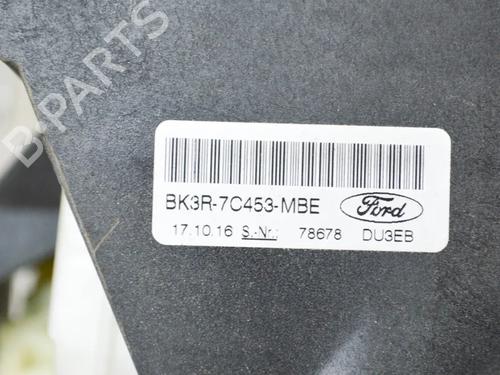 B-PARTS
BK3R-7C453-MBE Ford
17.10.16 S.-Nr.: 78678 DU3EB